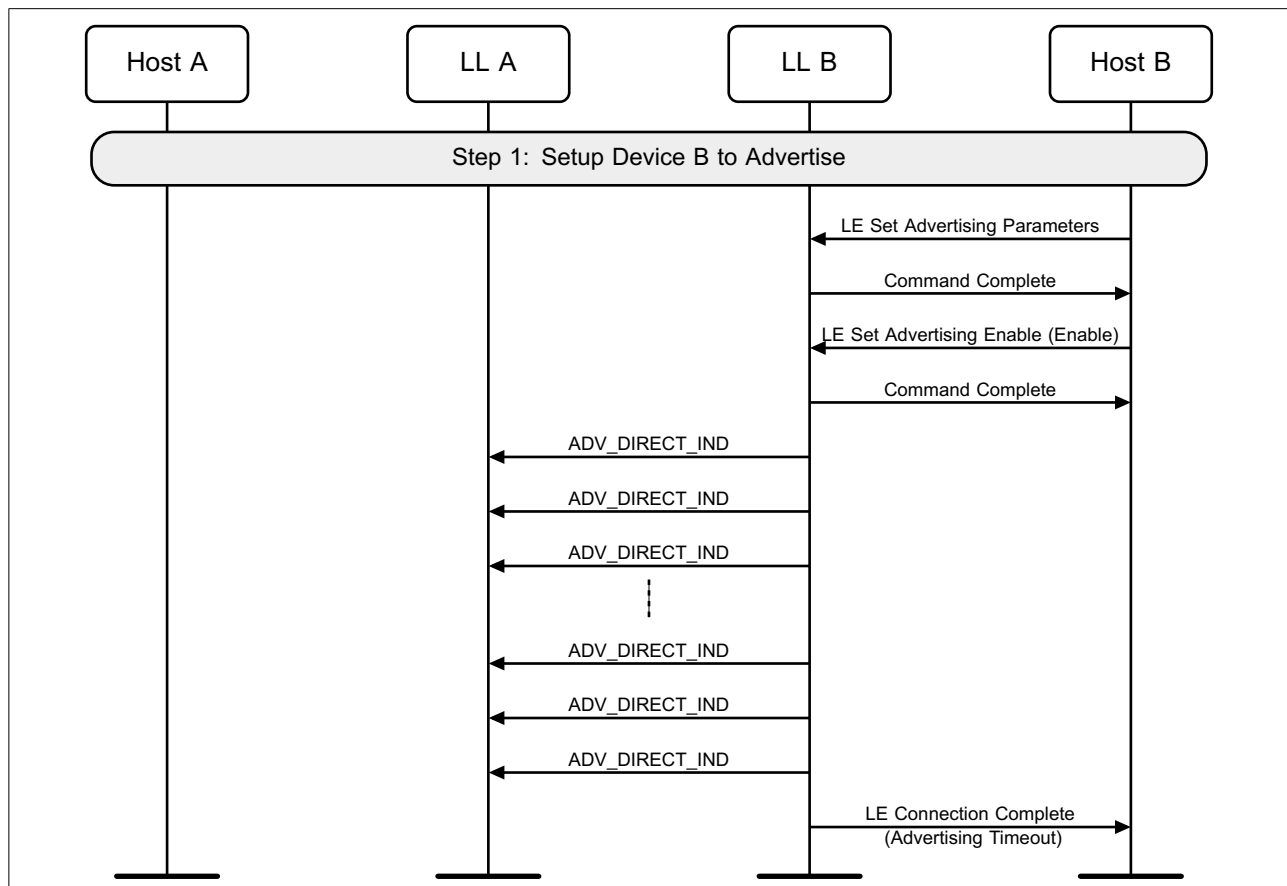 Host A
LL A
LL B
Host B
Step 1: Setup Device B to Advertise
LE Set Advertising Parameters
Command Complete
LE Set Advertising Enable (Enable)
Command Complete
ADV_DIRECT_IND
ADV_DIRECT_IND
ADV_DIRECT_IND
ADV_DIRECT_IND
ADV_DIRECT_IND
ADV_DIRECT_IND
LE Connection Complete
(Advertising Timeout)